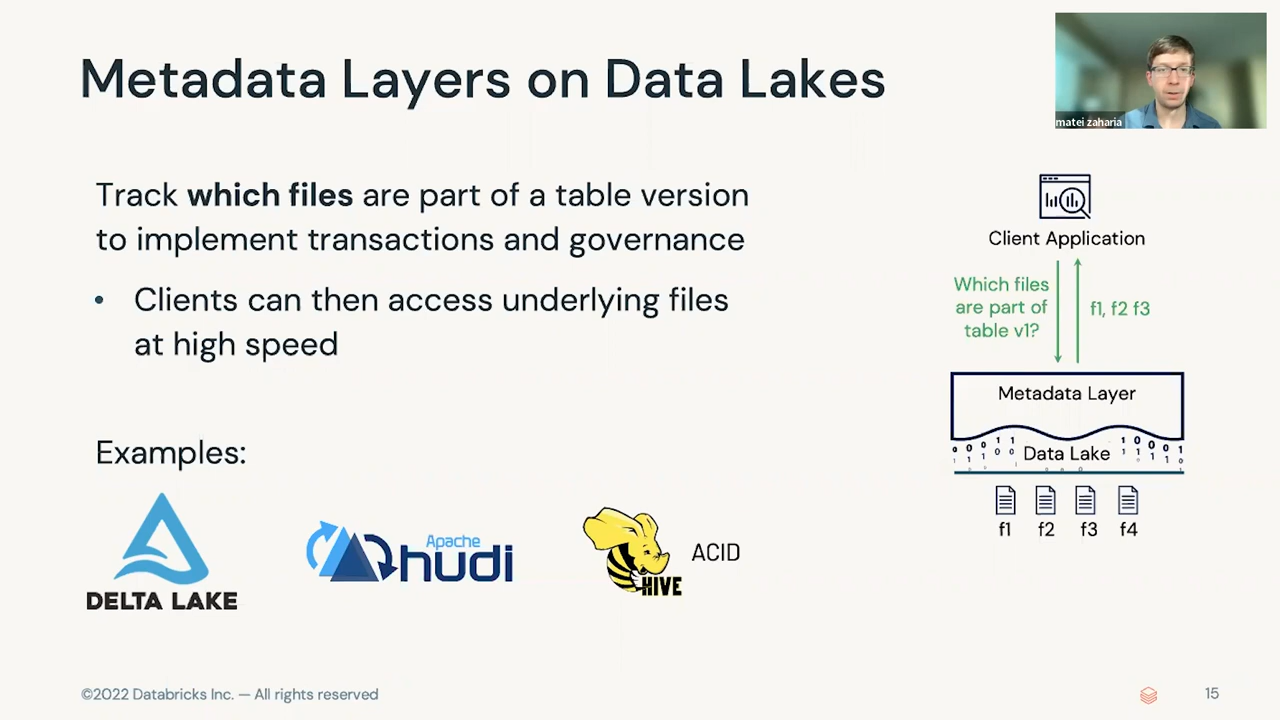 Metadata Layers on Data Lakes
matei zaharia
Track which files are part of a table version
to implement transactions and governance
• Clients can then access underlying files
at high speed
Client Application
Which files
are part of
table v1?
f1, f2 f3
Metadata Layer
Data Lake
f1 f2 f3 f4
Examples:
DELTA LAKE
Apache
hudi
HIVE
ACID
©2022 Databricks Inc. — All rights reserved
15